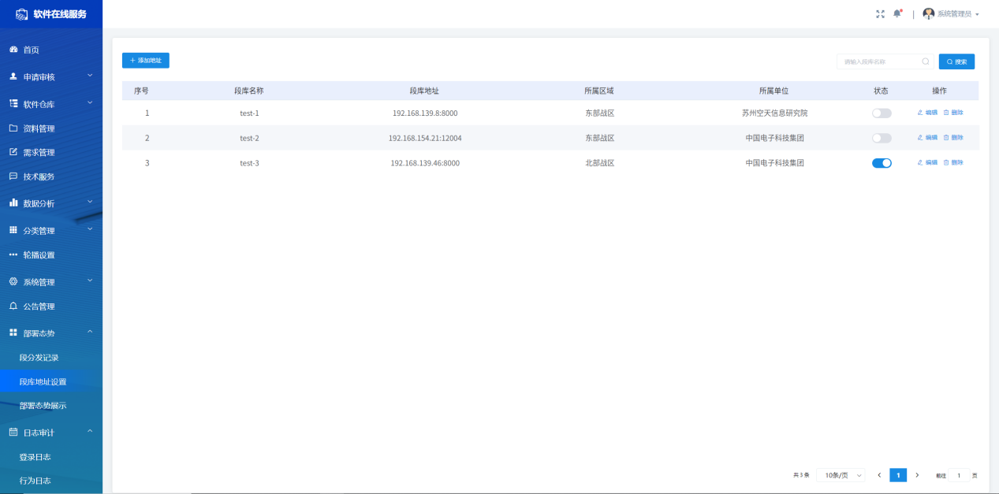 软件在线服务
系统管理员
首页
申请审核
软件仓库
资料管理
需求管理
技术服务
数据分析
分类管理
轮播设置
系统管理
公告管理
部署态势
段分发记录
段库地址设置
部署态势展示
日志审计
登录日志
行为日志
+ 添加地址
请输入段库名称
搜索
序号 段库名称 段库地址 所属区域 所属单位 状态 操作
1 test-1 192.168.139.8:8000 东部战区 苏州空天信息研究院 编辑 删除
2 test-2 192.168.154.21:12004 东部战区 中国电子科技集团 编辑 删除
3 test-3 192.168.139.46:8000 北部战区 中国电子科技集团 编辑 删除
共 3 条 10条/页 1 前往 1 页